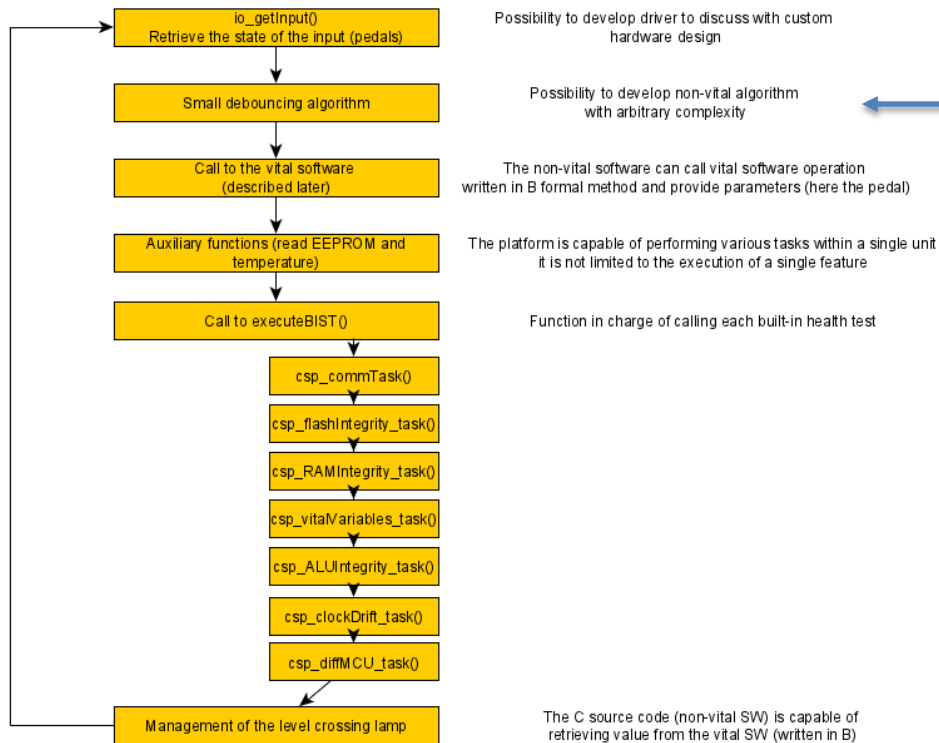 io_getInput()
Retrieve the state of the input (pedals)
Possibility to develop driver to discuss with custom
hardware design
Small debouncing algorithm
Possibility to develop non-vital algorithm
with arbitrary complexity
Call to the vital software
(described later)
The non-vital software can call vital software operation
written in B formal method and provide parameters (here the pedal)
Auxiliary functions (read EEPROM and
temperature)
The platform is capable of performing various tasks within a single unit
it is not limited to the execution of a single feature
Call to executeBIST()
Function in charge of calling each built-in health test
csp_commTask()
csp_flashIntegrity_task()
csp_RAMIntegrity_task()
csp_vitalVariables_task()
csp_ALUIntegrity_task()
csp_clockDrift_task()
csp_diffMCU_task()
Management of the level crossing lamp
The C source code (non-vital SW) is capable of
retrieving value from the vital SW (written in B)